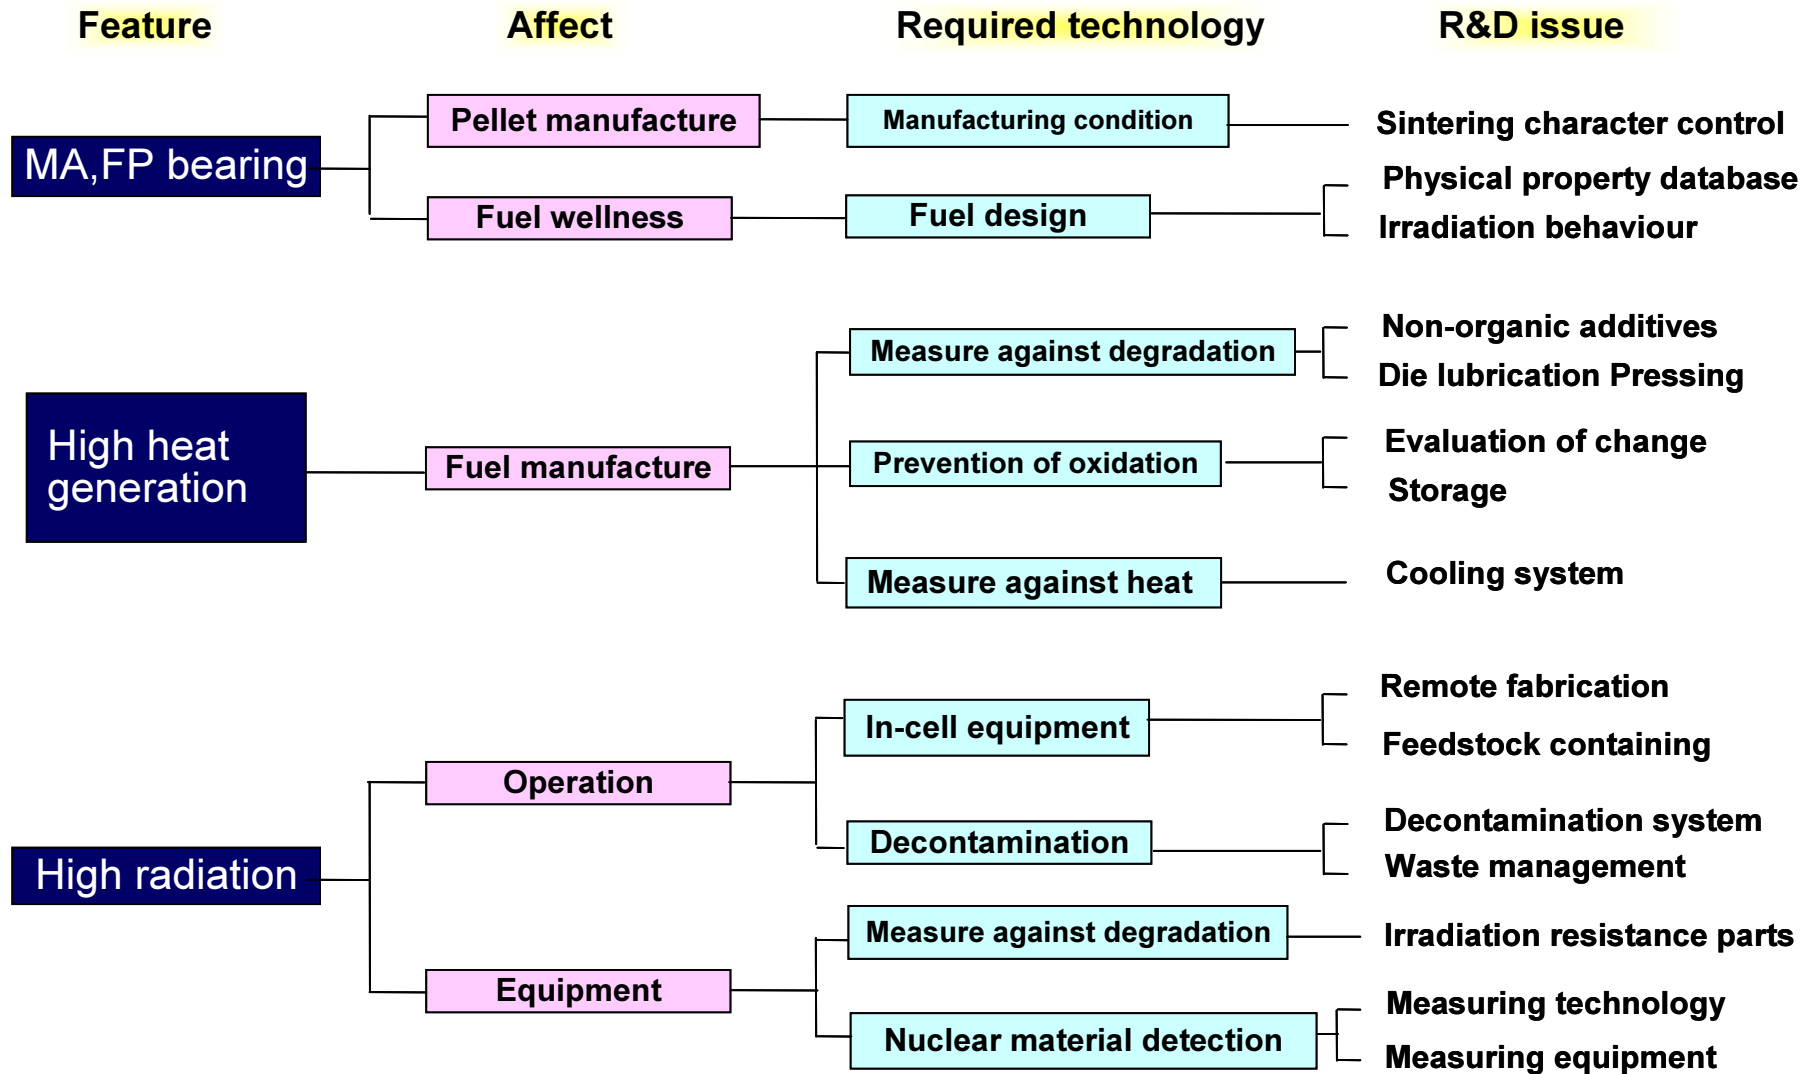 Feature Affect Required technology R&D issue
MA,FP bearing
Pellet manufacture
Manufacturing condition
Sintering character control
Fuel wellness
Fuel design
Physical property database
Irradiation behaviour
High heat
generation
Fuel manufacture
Measure against degradation
Non-organic additives
Die lubrication Pressing
Prevention of oxidation
Evaluation of change
Storage
Measure against heat
Cooling system
High radiation
Operation
In-cell equipment
Remote fabrication
Feedstock containing
Decontamination
Decontamination system
Waste management
Equipment
Measure against degradation
Irradiation resistance parts
Nuclear material detection
Measuring technology
Measuring equipment